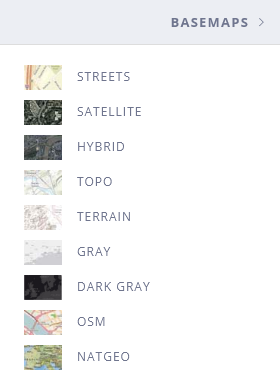 BASEMAPS
STREETS
SATELLITE
HYBRID
TOPO
TERRAIN
GRAY
DARK GRAY
OSM
NATGEO